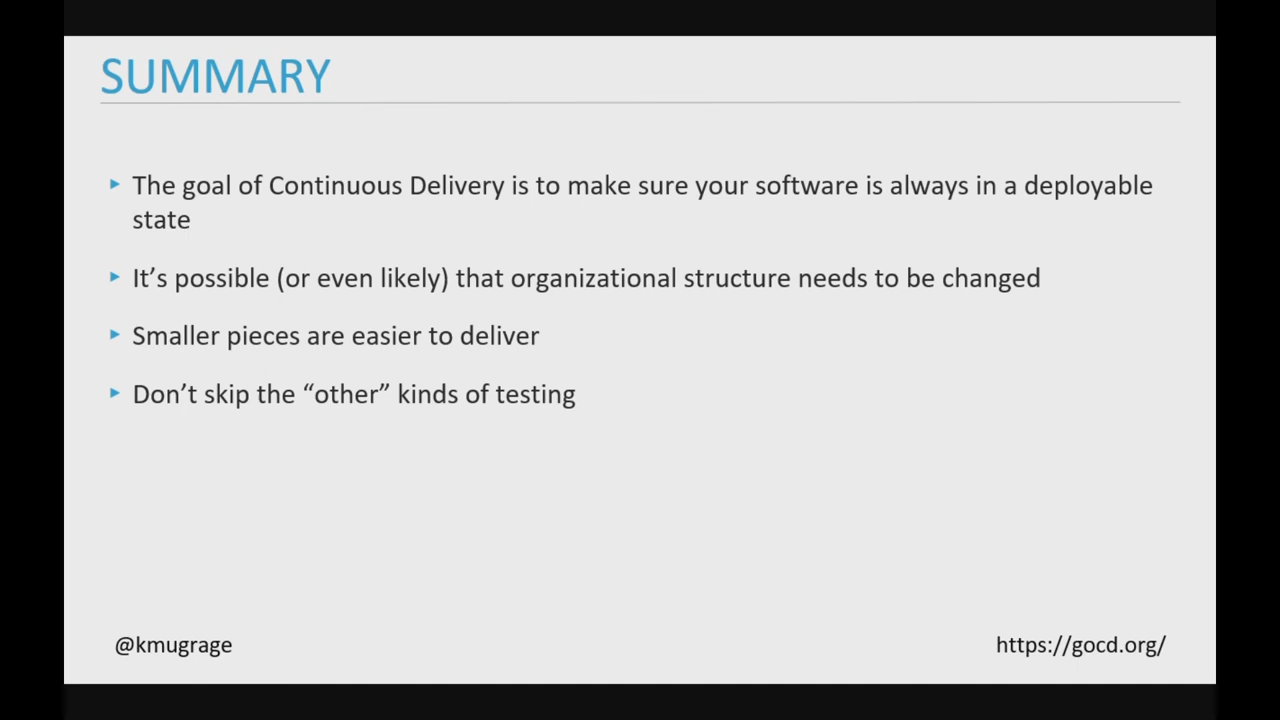 SUMMARY
The goal of Continuous Delivery is to make sure your software is always in a deployable
state
It’s possible (or even likely) that organizational structure needs to be changed
Smaller pieces are easier to deliver
Don’t skip the “other” kinds of testing
@kmugrage
https://gocd.org/